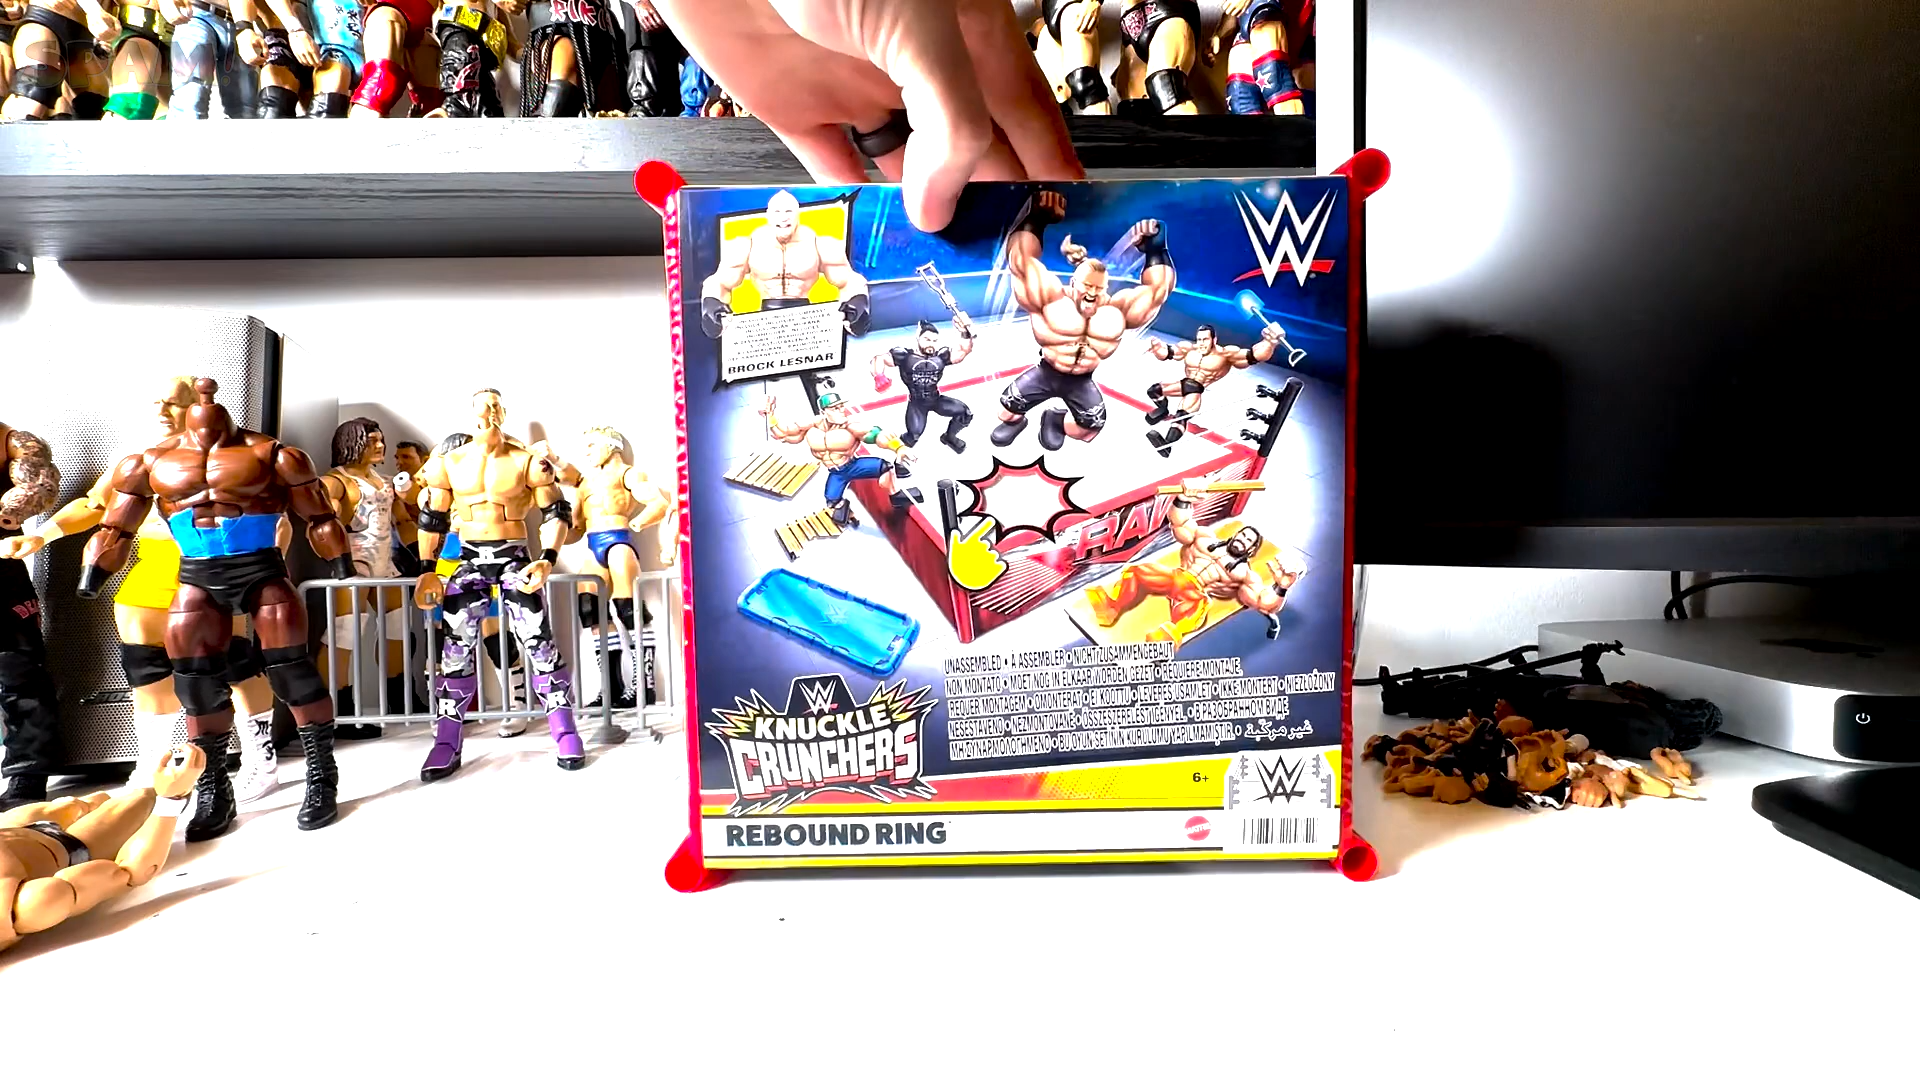 SPAM!
W
BROCK LESNAR
RAW
UNASSEMBLED • À ASSEMBLER • NICHT ZUSAMMENGEBAUT
NON MONTATO • MOET NOG IN ELKAAR WORDEN GEZET • REQUIERE MONTAJE
REQUER MONTAGEM • OMONTERAT • EI KOOTTU • LEVERES USAMLET • IKKE MONTERT • NIEZŁOŻONY
NESESTAVENO • NEZMONTOVANÉ • ÖSSZESZERELÉST IGÉNYEL • В РАЗОБРАННОМ ВИДЕ
ΜΗ ΣΥΝΑΡΜΟΛΟΓΗΜΕΝΟ • BU OYUN SETİNİN KURULUMU YAPILMAMIŞTIR. • غير مركّبة
W
KNUCKLE
CRUNCHERS
6+
W
REBOUND RING
MATTEL
R
R
R